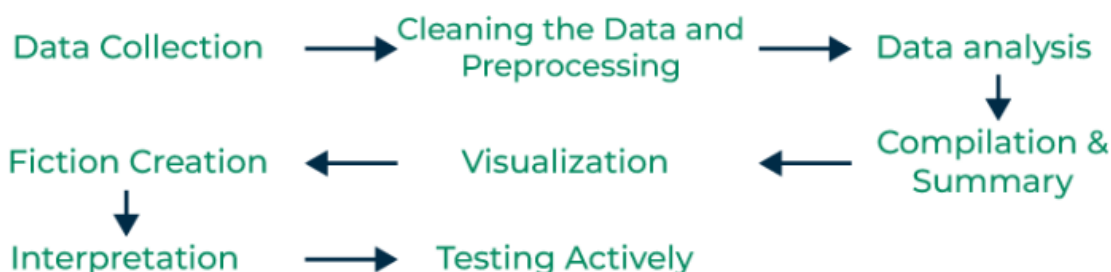 Data Collection
Cleaning the Data and
Preprocessing
Data analysis
Compilation &
Summary
Visualization
Fiction Creation
Interpretation
Testing Actively